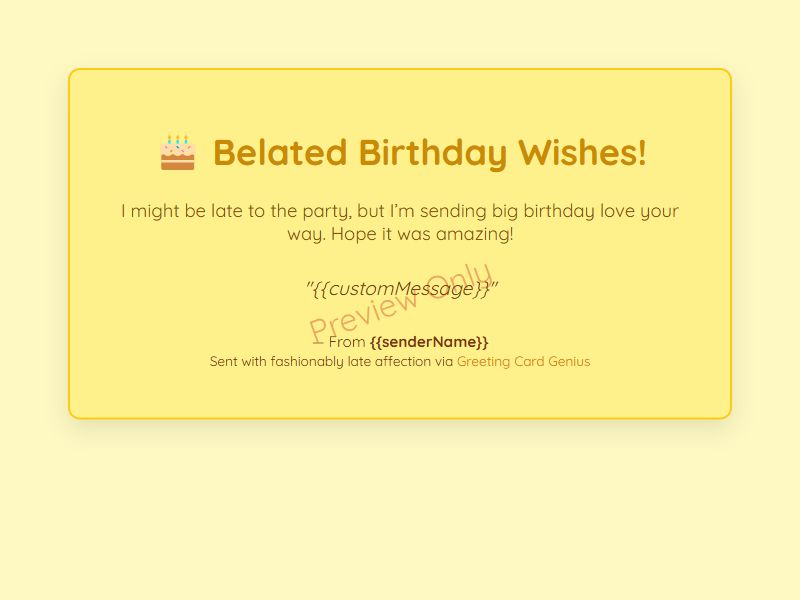 🎂 Belated Birthday Wishes!
I might be late to the party, but I’m sending big birthday love your
way. Hope it was amazing!
"{{customMessage}}"
Preview Only
— From {{senderName}}
Sent with fashionably late affection via Greeting Card Genius